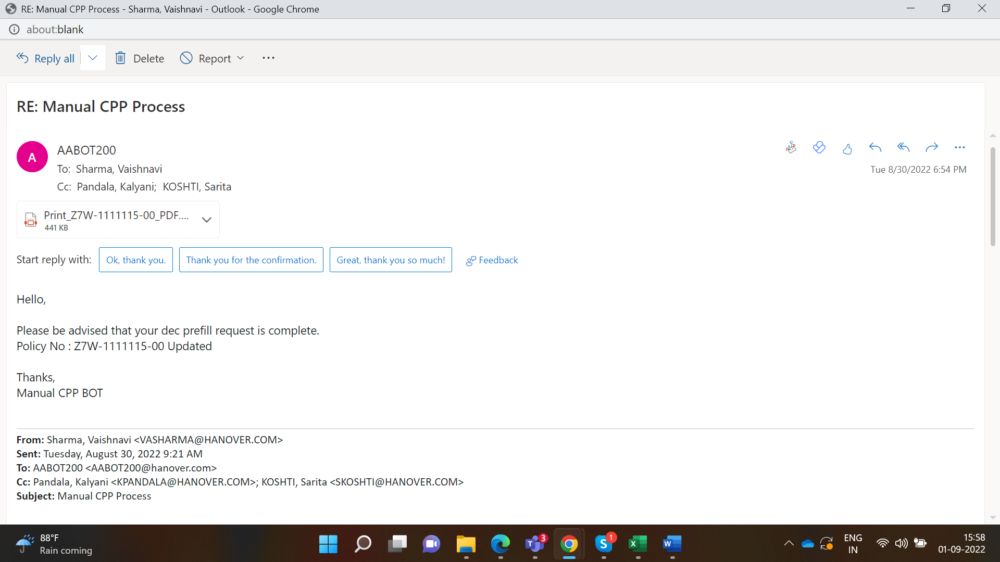 RE: Manual CPP Process - Sharma, Vaishnavi - Outlook - Google Chrome
about:blank
Reply all
Delete
Report
RE: Manual CPP Process
A
AABOT200
To: Sharma, Vaishnavi
Tue 8/30/2022 6:54 PM
Cc: Pandala, Kalyani; KOSHTI, Sarita
Print_Z7W-1111115-00_PDF....
441 KB
Start reply with: Ok, thank you. Thank you for the confirmation. Great, thank you so much! Feedback
Hello,
Please be advised that your dec prefill request is complete.
Policy No : Z7W-1111115-00 Updated
Thanks,
Manual CPP BOT
From: Sharma, Vaishnavi <VASHARMA@HANOVER.COM>
Sent: Tuesday, August 30, 2022 9:21 AM
To: AABOT200 <AABOT200@hanover.com>
Cc: Pandala, Kalyani <KPANDALA@HANOVER.COM>; KOSHTI, Sarita <SKOSHTI@HANOVER.COM>
Subject: Manual CPP Process
88°F
Rain coming
T 3
S 1
X
W
ENG
IN
15:58
01-09-2022